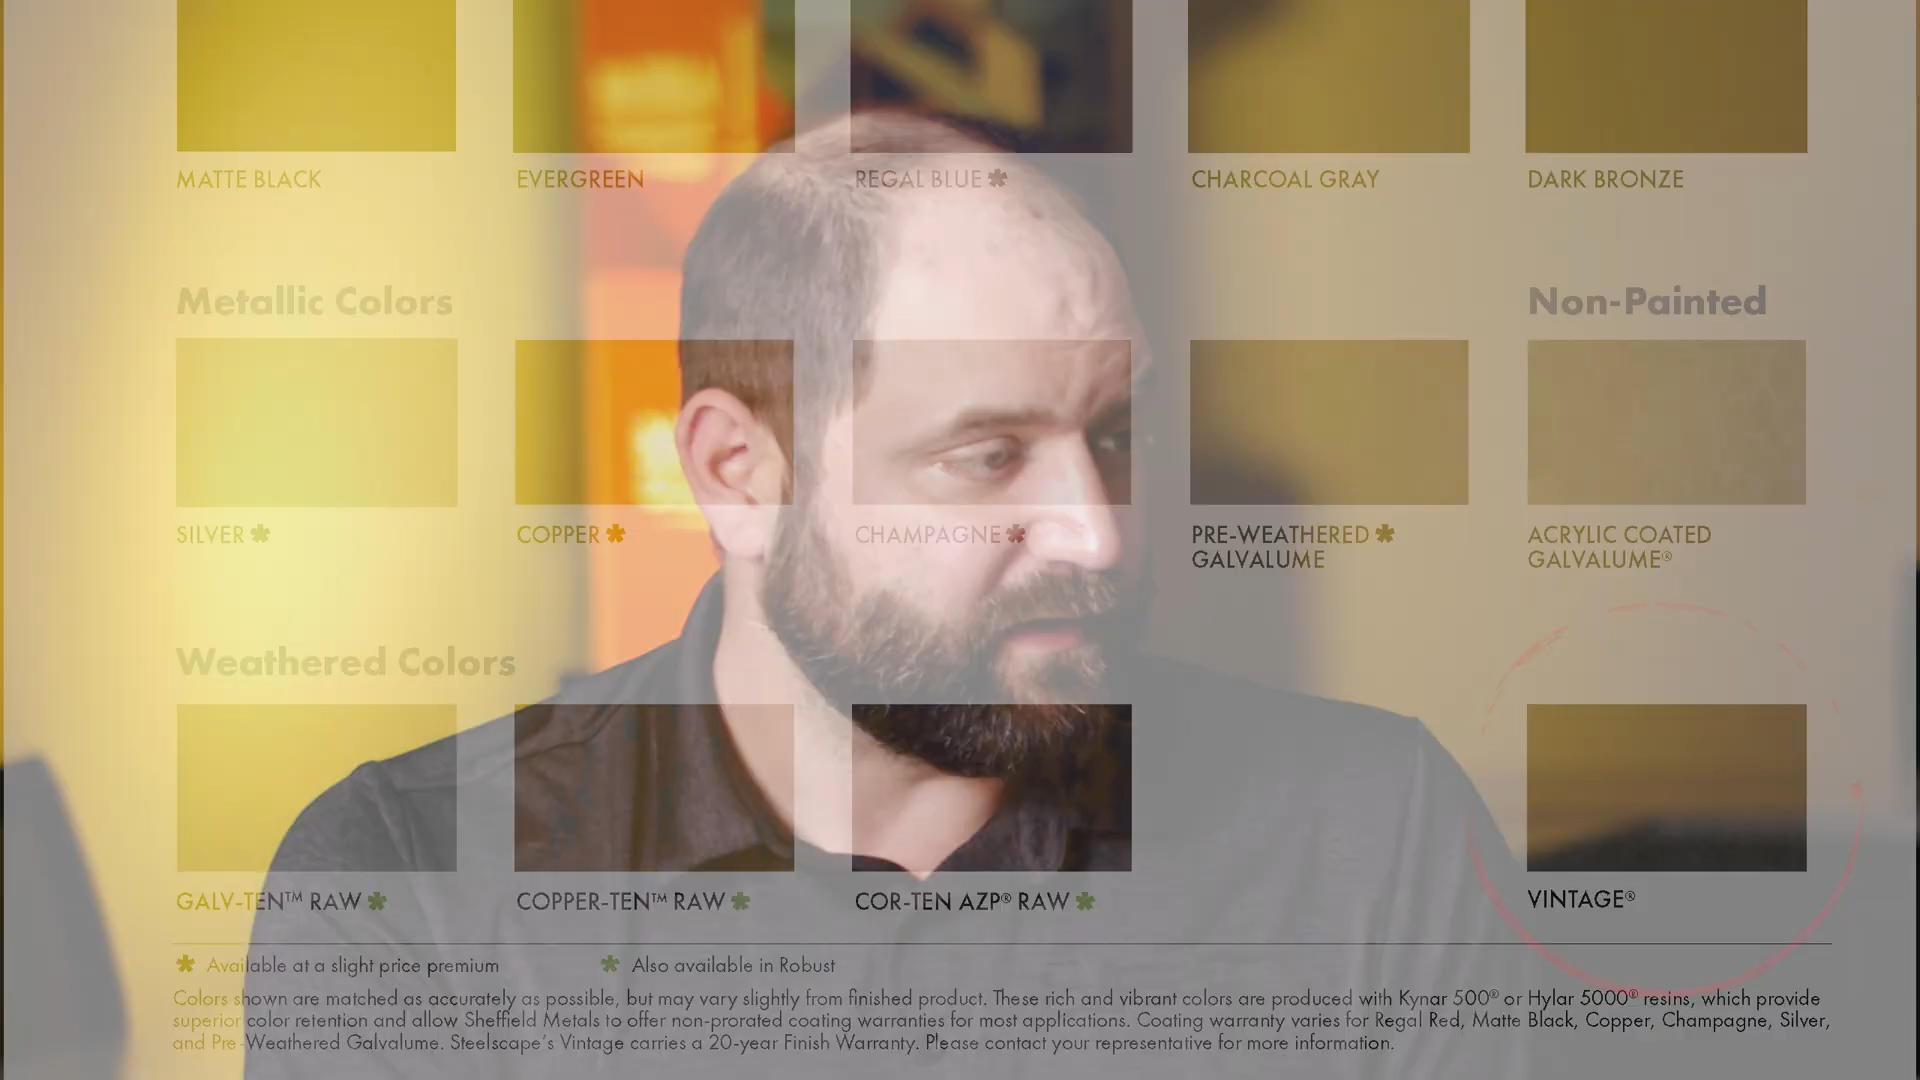 MATTE BLACK
EVERGREEN
REGAL BLUE *
CHARCOAL GRAY
DARK BRONZE
Metallic Colors
Non-Painted
SILVER *
COPPER *
CHAMPAGNE *
PRE-WEATHERED *
GALVALUME
ACRYLIC COATED
GALVALUME®
Weathered Colors
GALV-TEN™ RAW *
COPPER-TEN™ RAW *
COR-TEN AZP® RAW *
VINTAGE®
* Available at a slight price premium
* Also available in Robust
Colors shown are matched as accurately as possible, but may vary slightly from finished product. These rich and vibrant colors are produced with Kynar 500® or Hylar 5000® resins, which provide
superior color retention and allow Sheffield Metals to offer non-prorated coating warranties for most applications. Coating warranty varies for Regal Red, Matte Black, Copper, Champagne, Silver,
and Pre-Weathered Galvalume. Steelscape's Vintage carries a 20-year Finish Warranty. Please contact your representative for more information.